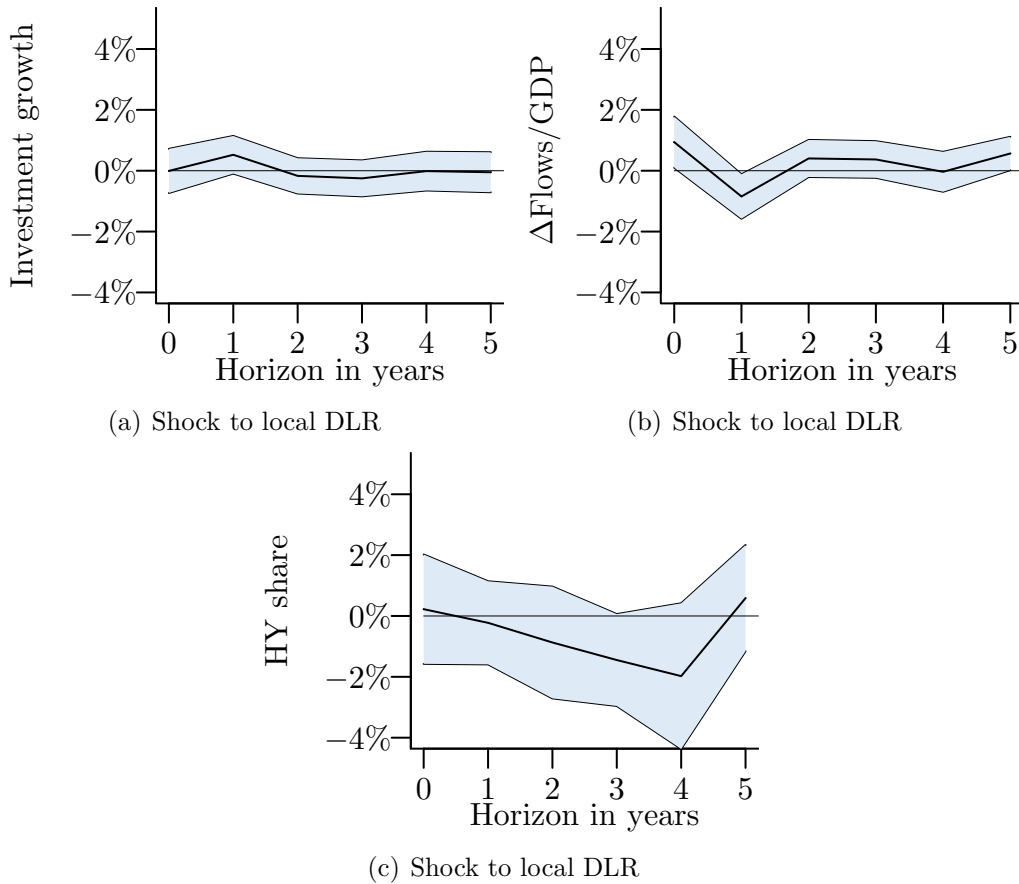 Investment growth
4%
2%
0%
−2%
−4%
0 1 2 3 4 5
Horizon in years
(a) Shock to local DLR
ΔFlows/GDP
4%
2%
0%
−2%
−4%
0 1 2 3 4 5
Horizon in years
(b) Shock to local DLR
HY share
4%
2%
0%
−2%
−4%
0 1 2 3 4 5
Horizon in years
(c) Shock to local DLR